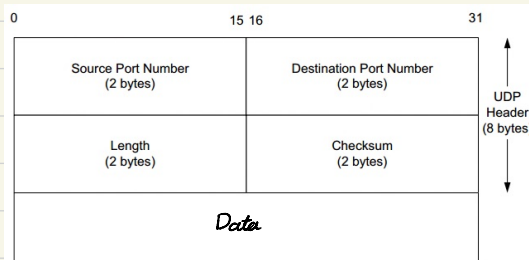 0 15 16 31
Source Port Number
(2 bytes)
Destination Port Number
(2 bytes)
UDP
Header
(8 bytes
Length
(2 bytes)
Checksum
(2 bytes)
Data